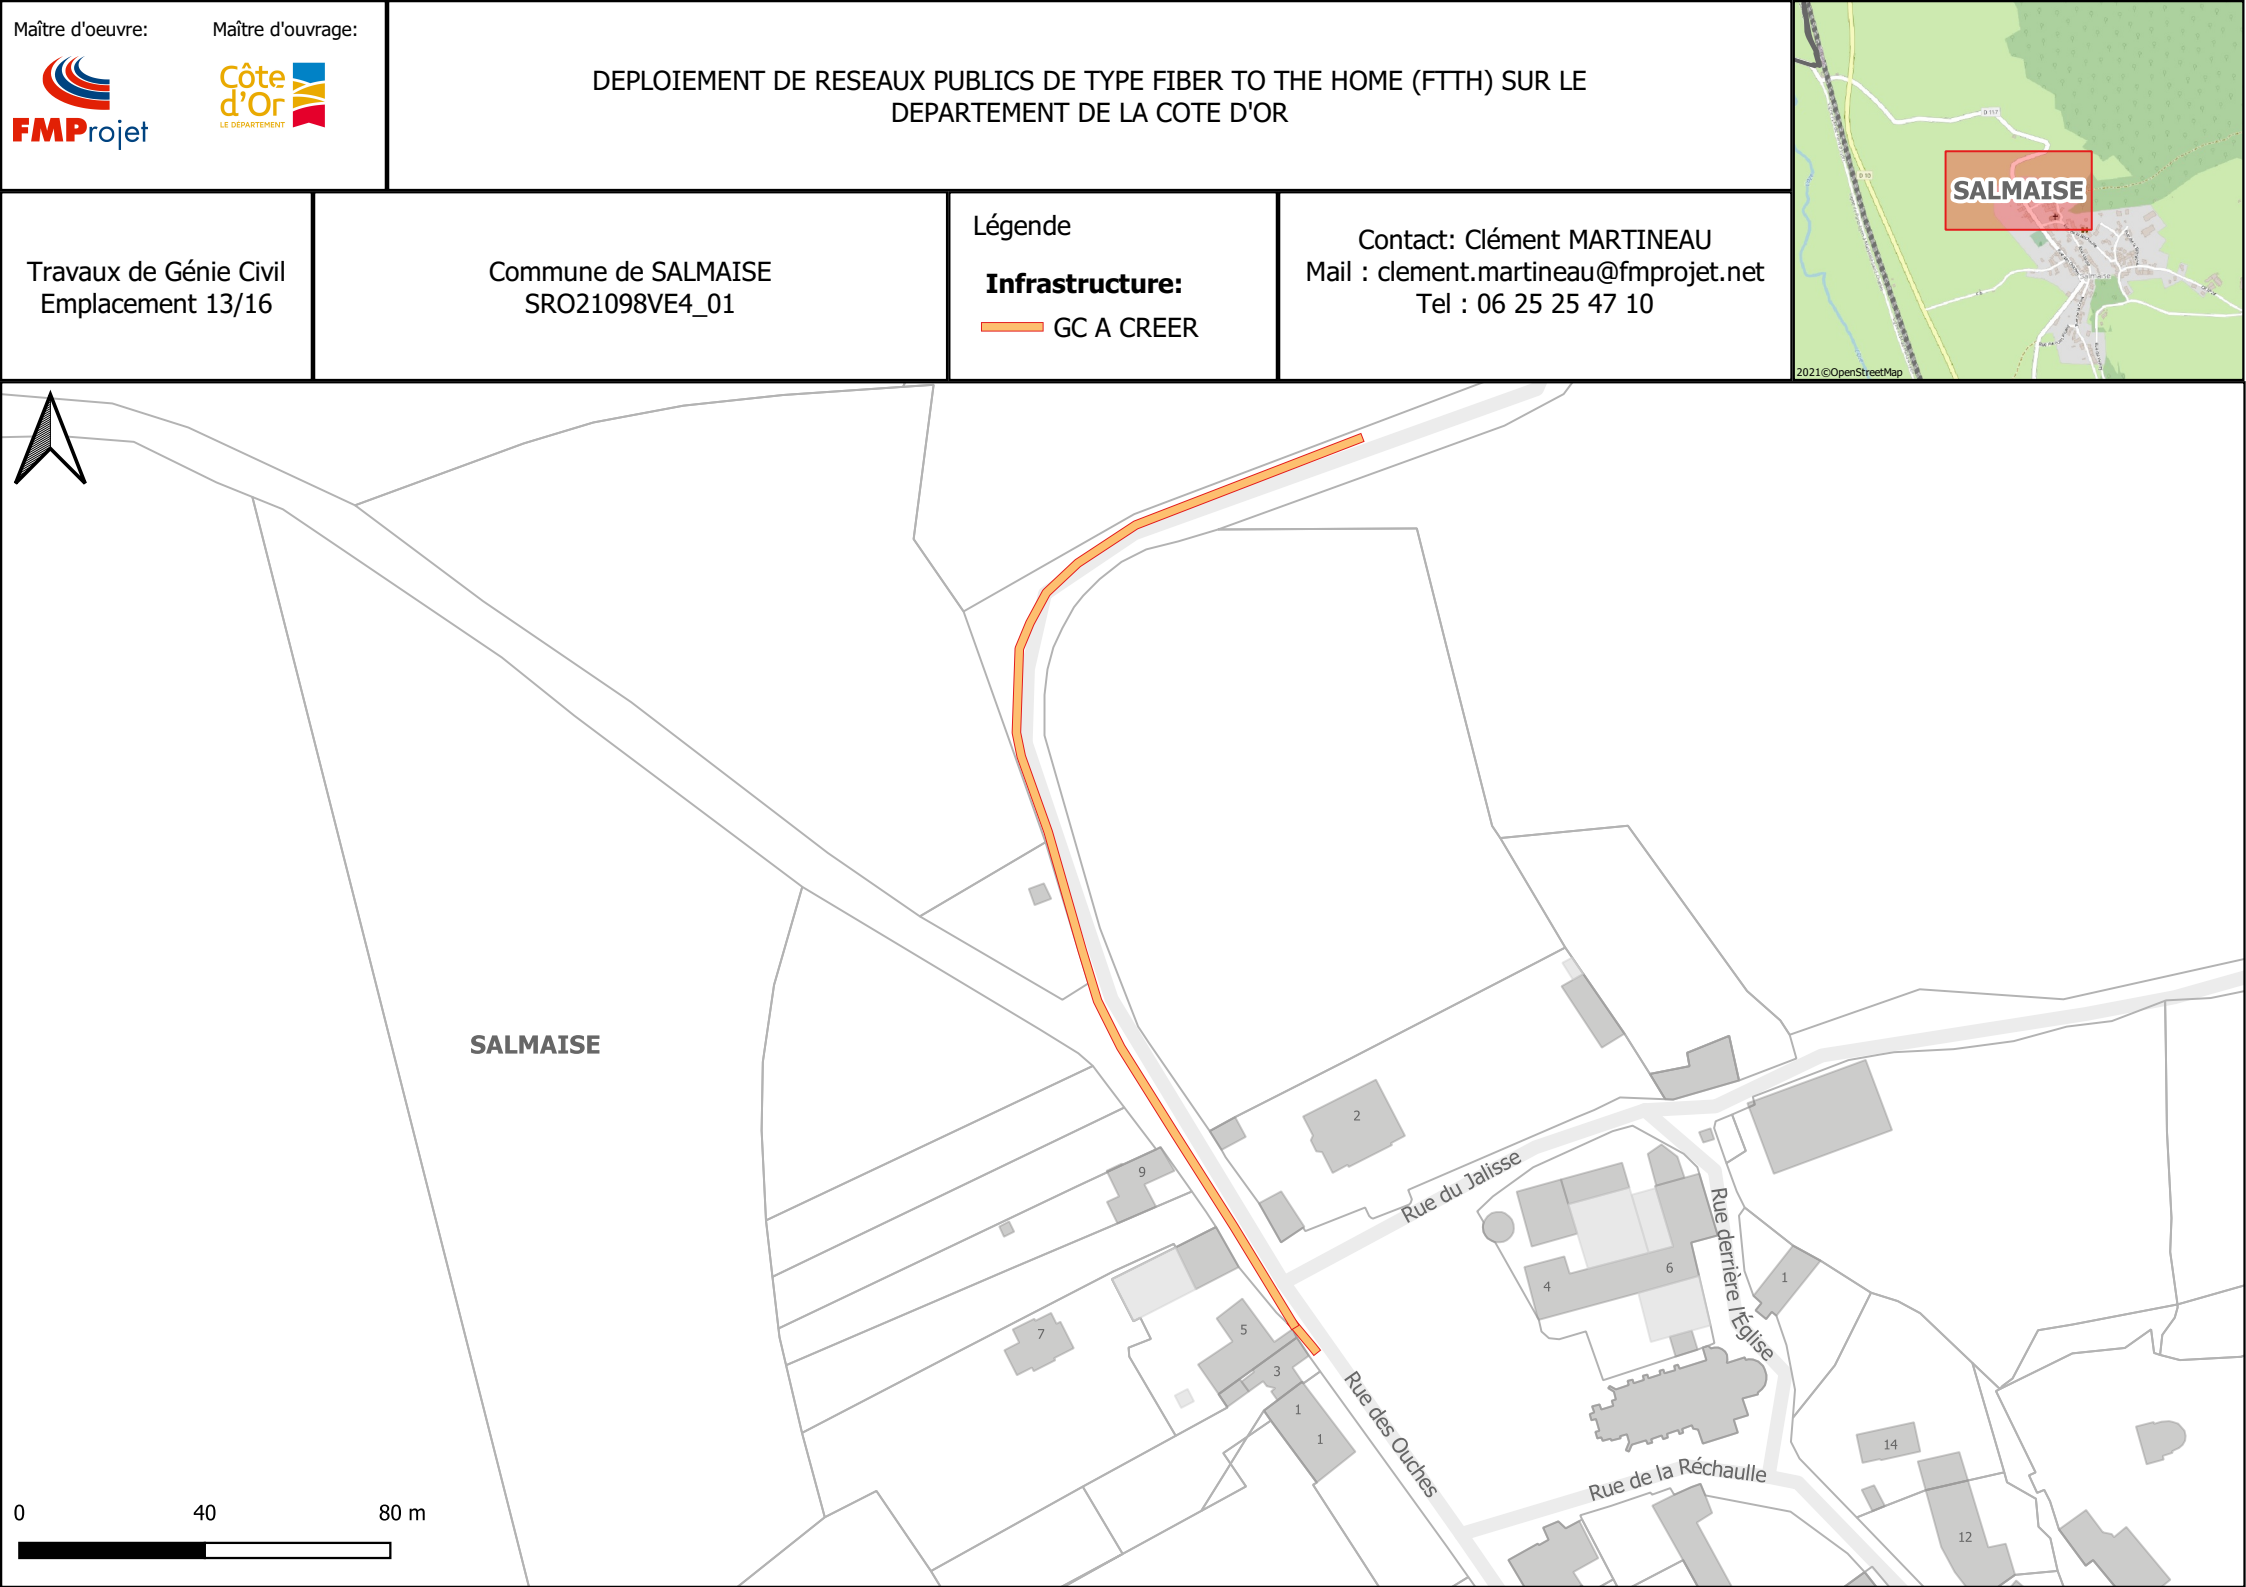 Maître d'oeuvre:
Maître d'ouvrage:
FMProjet
Côte
d'Or
LE DÉPARTEMENT
DEPLOIEMENT DE RESEAUX PUBLICS DE TYPE FIBER TO THE HOME (FTTH) SUR LE
DEPARTEMENT DE LA COTE D'OR
Travaux de Génie Civil
Emplacement 13/16
Commune de SALMAISE
SRO21098VE4_01
Légende
Infrastructure:
GC A CREER
Contact: Clément MARTINEAU
Mail : clement.martineau@fmprojet.net
Tel : 06 25 25 47 10
SALMAISE
2021©OpenStreetMap
SALMAISE
2
9
Rue du Jalisse
Rue derrière l'Église
4
6
1
7
5
3
1
1
Rue des Ouches
Rue de la Réchaulle
14
12
0
40
80 m